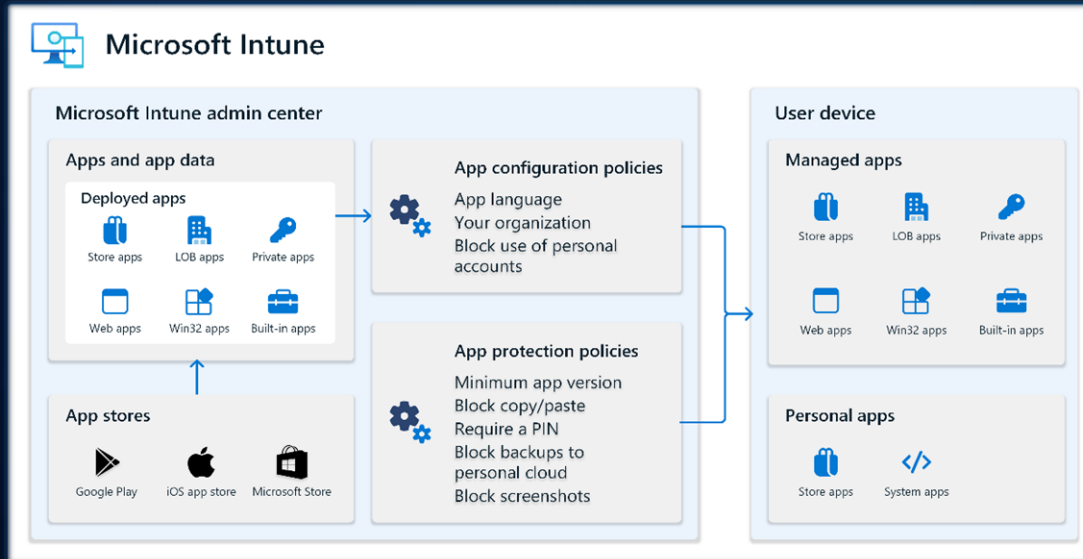 Microsoft Intune
Microsoft Intune admin center
Apps and app data
Deployed apps
Store apps
LOB apps
Private apps
Web apps
Win32 apps
Built-in apps
App stores
Google Play
iOS app store
Microsoft Store
App configuration policies
App language
Your organization
Block use of personal
accounts
App protection policies
Minimum app version
Block copy/paste
Require a PIN
Block backups to
personal cloud
Block screenshots
User device
Managed apps
Store apps
LOB apps
Private apps
Web apps
Win32 apps
Built-in apps
Personal apps
Store apps
System apps